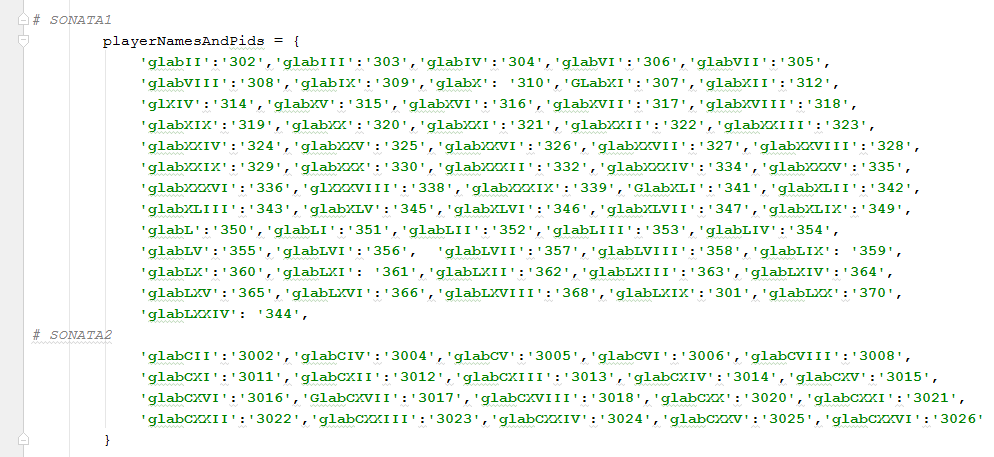 # SONATA1
playerNamesAndPids = {
'glabII':'302','glabIII':'303','glabIV':'304','glabVI':'306','glabVII':'305',
'glabVIII':'308','glabIX':'309','glabX': '310','GLabXI':'307','glabXII':'312',
'glXIV':'314','glabXV':'315','glabXVI':'316','glabXVII':'317','glabXVIII':'318',
'glabXIX':'319','glabXX':'320','glabXXI':'321','glabXXII':'322','glabXXIII':'323',
'glabXXIV':'324','glabXXV':'325','glabXXVI':'326','glabXXVII':'327','glabXXVIII':'328',
'glabXXIX':'329','glabXXX':'330','glabXXXII':'332','glabXXXIV':'334','glabXXXV':'335',
'glabXXXVI':'336','glXXXVIII':'338','glabXXXIX':'339','GlabXLI':'341','glabXLII':'342',
'glabXLIII':'343','glabXLV':'345','glabXLVI':'346','glabXLVII':'347','glabXLIX':'349',
'glabL':'350','glabLI':'351','glabLII':'352','glabLIII':'353','glabLIV':'354',
'glabLV':'355','glabLVI':'356',  'glabLVII':'357','glabLVIII':'358','glabLIX': '359',
'glabLX':'360','glabLXI': '361','glabLXII':'362','glabLXIII':'363','glabLXIV':'364',
'glabLXV':'365','glabLXVI':'366','glabLXVIII':'368','glabLXIX':'301','glabLXX':'370',
'glabLXXIV': '344',
# SONATA2
'glabCII':'3002','glabCIV':'3004','glabCV':'3005','glabCVI':'3006','glabCVIII':'3008',
'glabCXI':'3011','glabCXII':'3012','glabCXIII':'3013','glabCXIV':'3014','glabCXV':'3015',
'glabCXVI':'3016','GlabCXVII':'3017','glabCXVIII':'3018','glabCXX':'3020','glabCXXI':'3021',
'glabCXXII':'3022','glabCXXIII':'3023','glabCXXIV':'3024','glabCXXV':'3025','glabCXXVI':'3026'
}